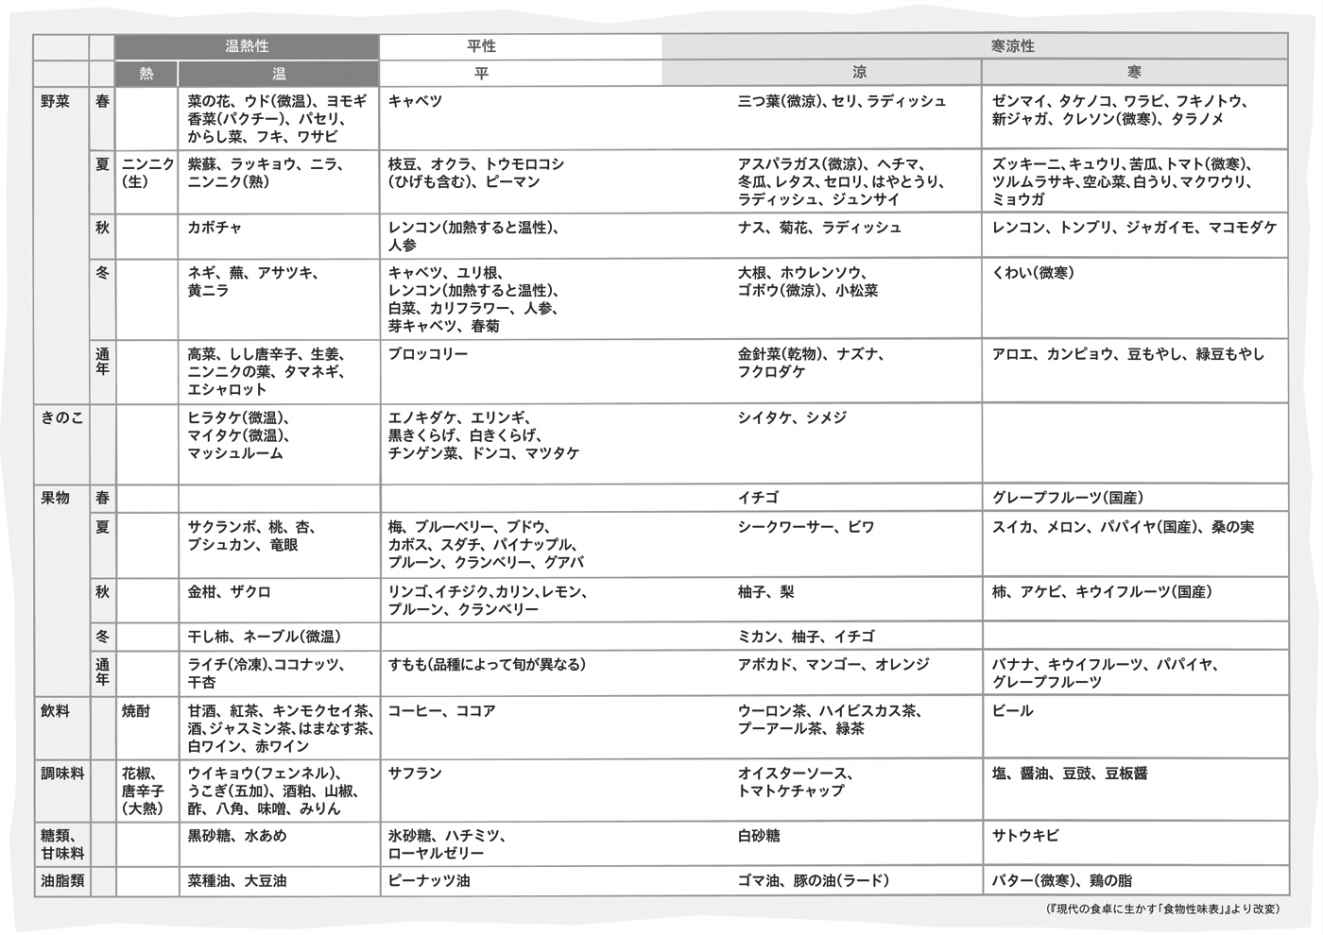 温熱性 平性 寒涼性
熱 温 平 涼 寒
野菜 春 菜の花、ウド(微温)、ヨモギ キャベツ 三つ葉(微涼)、セリ、ラディッシュ ゼンマイ、タケノコ、ワラビ、フキノトウ、
香菜(パクチー)、パセリ、 新ジャガ、クレソン(微寒)、タラノメ
からし菜、フキ、ワサビ
夏 ニンニク 紫蘇、ラッキョウ、ニラ、 枝豆、オクラ、トウモロコシ アスパラガス(微涼)、ヘチマ、 ズッキーニ、キュウリ、苦瓜、トマト(微寒)、
(生) ニンニク(熱) (ひげも含む)、ピーマン 冬瓜、レタス、セロリ、はやとうり、 ツルムラサキ、空心菜、白うり、マクワウリ、
ラディッシュ、ジュンサイ ミョウガ
秋 カボチャ レンコン(加熱すると温性)、 ナス、菊花、ラディッシュ レンコン、トンブリ、ジャガイモ、マコモダケ
人参
冬 ネギ、蕪、アサツキ、 キャベツ、ユリ根、 大根、ホウレンソウ、 くわい(微寒)
黄ニラ レンコン(加熱すると温性)、 ゴボウ(微涼)、小松菜
白菜、カリフラワー、人参、
芽キャベツ、春菊
通年 高菜、しし唐辛子、生姜、 ブロッコリー 金針菜(乾物)、ナズナ、 アロエ、カンピョウ、豆もやし、緑豆もやし
ニンニクの葉、タマネギ、 フクロダケ
エシャロット
きのこ ヒラタケ(微温)、 エノキダケ、エリンギ、 シイタケ、シメジ
マイタケ(微温)、 黒きくらげ、白きくらげ、
マッシュルーム チンゲン菜、ドンコ、マツタケ
果物 春 イチゴ グレープフルーツ(国産)
夏 サクランボ、桃、杏、 梅、ブルーベリー、ブドウ、 シークワーサー、ビワ スイカ、メロン、パパイヤ(国産)、桑の実
ブシュカン、竜眼 カボス、スダチ、パイナップル、
プルーン、クランベリー、グアバ
秋 金柑、ザクロ リンゴ、イチジク、カリン、レモン、 柚子、梨 柿、アケビ、キウイフルーツ(国産)
プルーン、クランベリー
冬 干し柿、ネーブル(微温) ミカン、柚子、イチゴ
通年 ライチ(冷凍)、ココナッツ、 すもも(品種によって旬が異なる) アボカド、マンゴー、オレンジ バナナ、キウイフルーツ、パパイヤ、
干杏 グレープフルーツ
飲料 焼酎 甘酒、紅茶、キンモクセイ茶、 コーヒー、ココア ウーロン茶、ハイビスカス茶、 ビール
酒、ジャスミン茶、はまなす茶、 プーアール茶、緑茶
白ワイン、赤ワイン
調味料 花椒、 ウイキョウ(フェンネル)、 サフラン オイスターソース、 塩、醤油、豆豉、豆板醤
唐辛子 うこぎ(五加)、酒粕、山椒、 トマトケチャップ
(大熱) 酢、八角、味噌、みりん
糖類、 黒砂糖、水あめ 氷砂糖、ハチミツ、 白砂糖 サトウキビ
甘味料 ローヤルゼリー
油脂類 菜種油、大豆油 ピーナッツ油 ゴマ油、豚の油(ラード) バター(微寒)、鶏の脂
(『現代の食卓に生かす「食物性味表」』より改変)